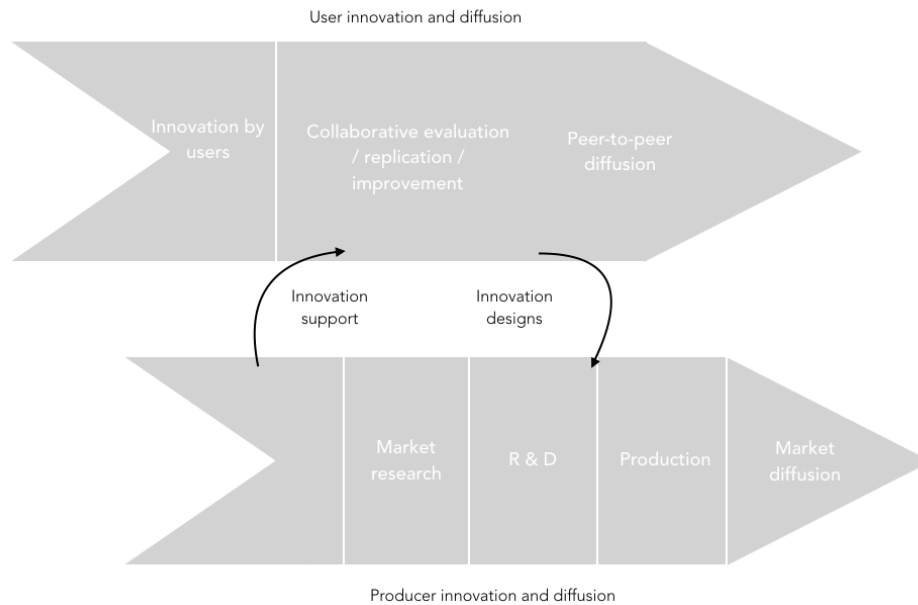 User innovation and diffusion
Innovation by
users
Collaborative evaluation
/ replication /
improvement
Peer-to-peer
diffusion
Innovation
support
Innovation
designs
Market
research
R & D
Production
Market
diffusion
Producer innovation and diffusion